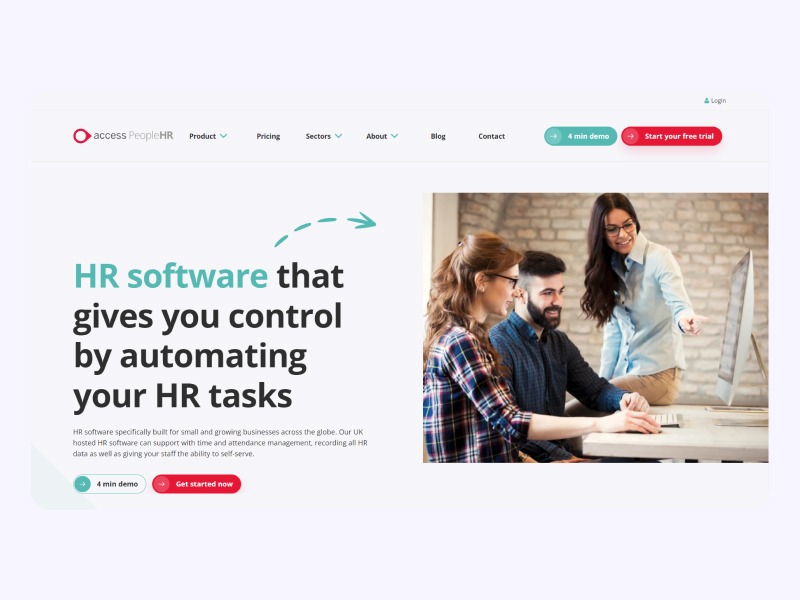 Login
access PeopleHR
Product
Pricing
Sectors
About
Blog
Contact
4 min demo
Start your free trial
HR software that
gives you control
by automating
your HR tasks
HR software specifically built for small and growing businesses across the globe. Our UK
hosted HR software can support with time and attendance management, recording all HR
data as well as giving your staff the ability to self-serve.
4 min demo
Get started now